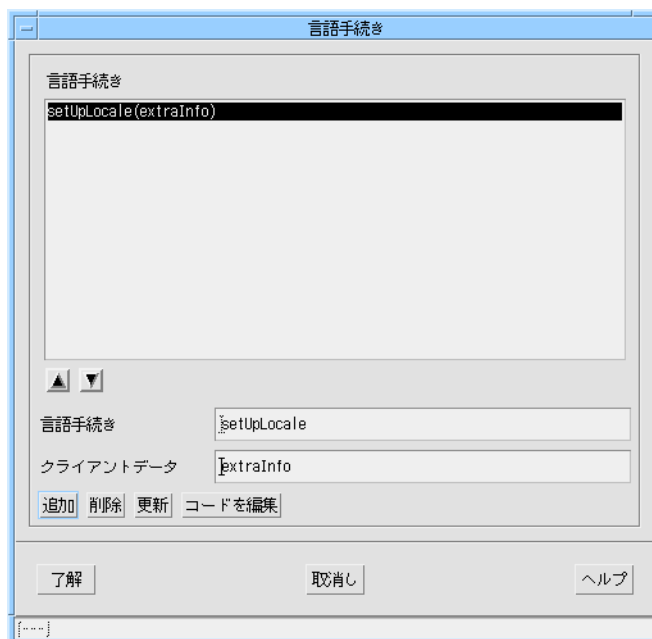 言語手続き
言語手続き
setUpLocale(extraInfo)
言語手続き setUpLocale
クライアントデータ extraInfo
追加 削除 更新 コードを編集
了解 取消し ヘルプ
[---]